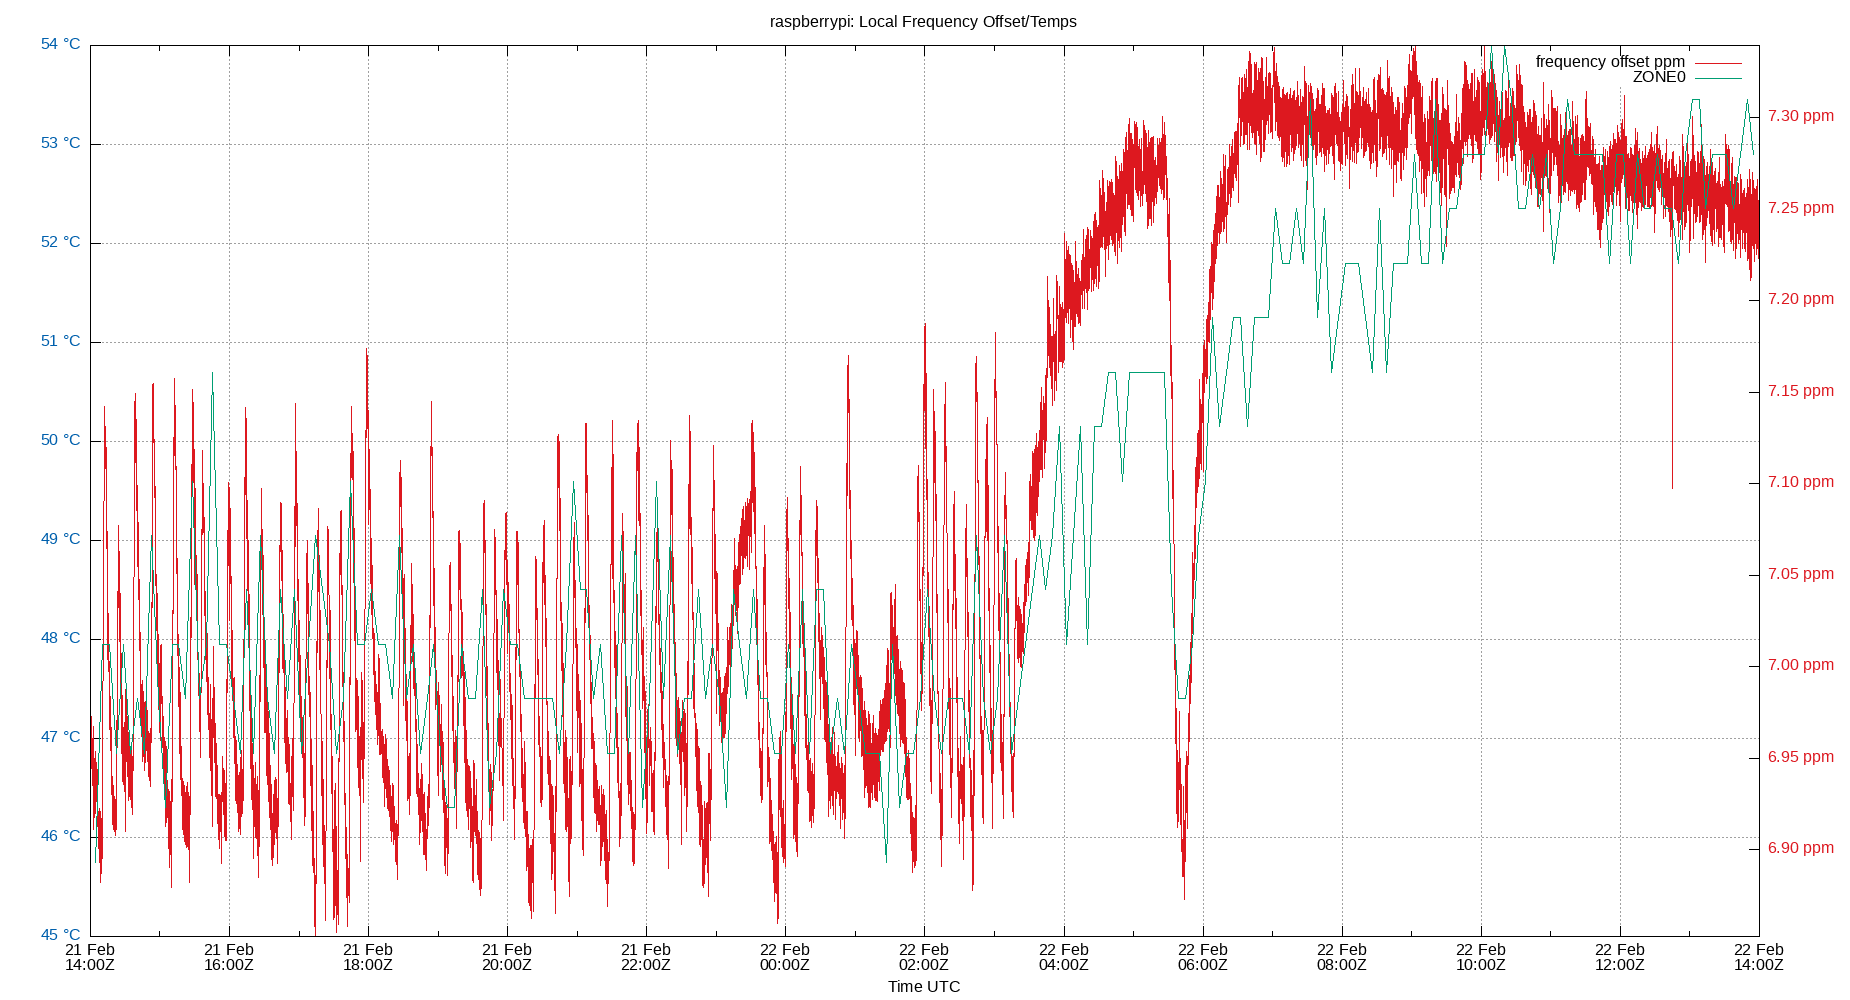 raspberrypi: Local Frequency Offset/Temps
54 °C
53 °C
52 °C
51 °C
50 °C
49 °C
48 °C
47 °C
46 °C
45 °C
frequency offset ppm
ZONE0
7.30 ppm
7.25 ppm
7.20 ppm
7.15 ppm
7.10 ppm
7.05 ppm
7.00 ppm
6.95 ppm
6.90 ppm
21 Feb 21 Feb 21 Feb 21 Feb 21 Feb 22 Feb 22 Feb 22 Feb 22 Feb 22 Feb 22 Feb 22 Feb 22 Feb
14:00Z 16:00Z 18:00Z 20:00Z 22:00Z 00:00Z 02:00Z 04:00Z 06:00Z 08:00Z 10:00Z 12:00Z 14:00Z
Time UTC